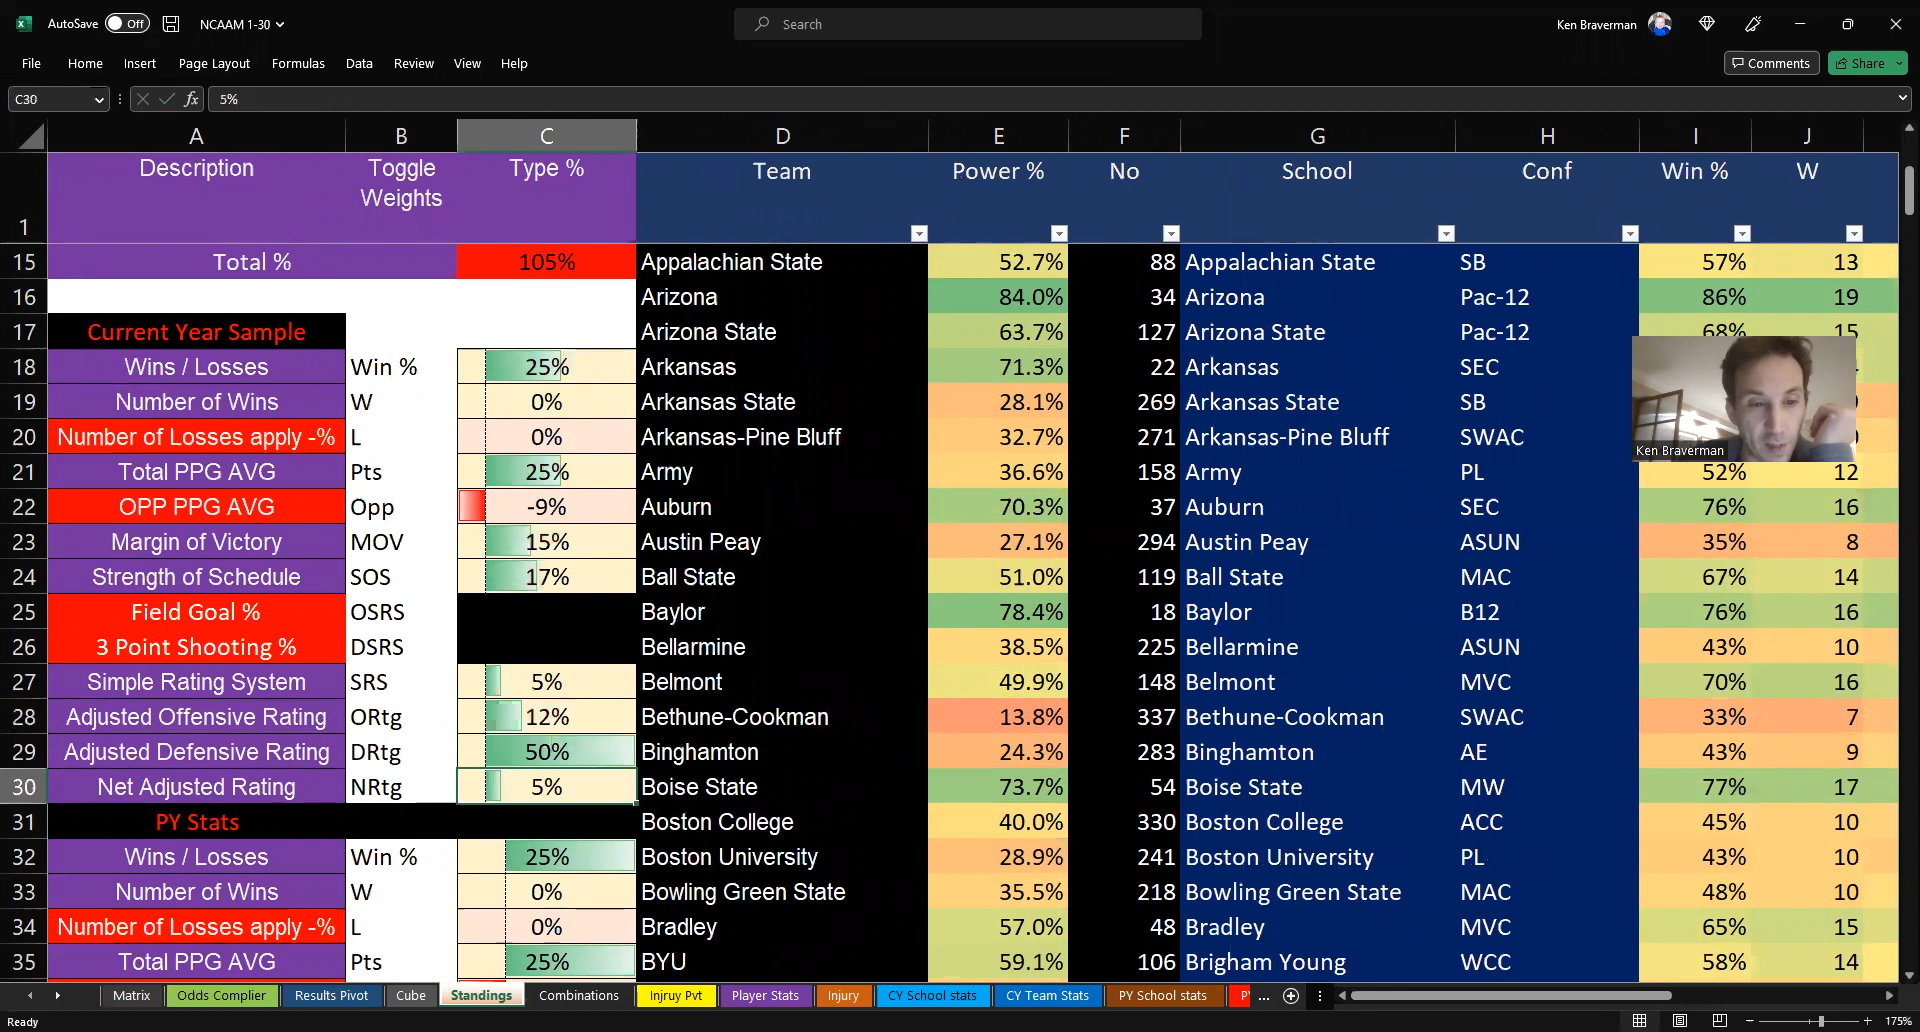 AutoSave Off NCAAM 1-30 Search Ken Braverman
File Home Insert Page Layout Formulas Data Review View Help Comments Share
C30 fx 5%
A B C D E F G H I J
1 Description Toggle Weights Type % Team Power % No School Conf Win % W
15 Total % 105% Appalachian State 52.7% 88 Appalachian State SB 57% 13
16 Arizona 84.0% 34 Arizona Pac-12 86% 19
17 Current Year Sample Arizona State 63.7% 127 Arizona State Pac-12 68% 15
18 Wins / Losses Win % 25% Arkansas 71.3% 22 Arkansas SEC
19 Number of Wins W 0% Arkansas State 28.1% 269 Arkansas State SB
20 Number of Losses apply -% L 0% Arkansas-Pine Bluff 32.7% 271 Arkansas-Pine Bluff SWAC
Ken Braverman
21 Total PPG AVG Pts 25% Army 36.6% 158 Army PL 52% 12
22 OPP PPG AVG Opp -9% Auburn 70.3% 37 Auburn SEC 76% 16
23 Margin of Victory MOV 15% Austin Peay 27.1% 294 Austin Peay ASUN 35% 8
24 Strength of Schedule SOS 17% Ball State 51.0% 119 Ball State MAC 67% 14
25 Field Goal % OSRS Baylor 78.4% 18 Baylor B12 76% 16
26 3 Point Shooting % DSRS Bellarmine 38.5% 225 Bellarmine ASUN 43% 10
27 Simple Rating System SRS 5% Belmont 49.9% 148 Belmont MVC 70% 16
28 Adjusted Offensive Rating ORtg 12% Bethune-Cookman 13.8% 337 Bethune-Cookman SWAC 33% 7
29 Adjusted Defensive Rating DRtg 50% Binghamton 24.3% 283 Binghamton AE 43% 9
30 Net Adjusted Rating NRtg 5% Boise State 73.7% 54 Boise State MW 77% 17
31 PY Stats Boston College 40.0% 330 Boston College ACC 45% 10
32 Wins / Losses Win % 25% Boston University 28.9% 241 Boston University PL 43% 10
33 Number of Wins W 0% Bowling Green State 35.5% 218 Bowling Green State MAC 48% 10
34 Number of Losses apply -% L 0% Bradley 57.0% 48 Bradley MVC 65% 15
35 Total PPG AVG Pts 25% BYU 59.1% 106 Brigham Young WCC 58% 14
Matrix Odds Complier Results Pivot Cube Standings Combinations Injruy Pvt Player Stats Injury CY School stats CY Team Stats PY School stats ...
Ready 175%